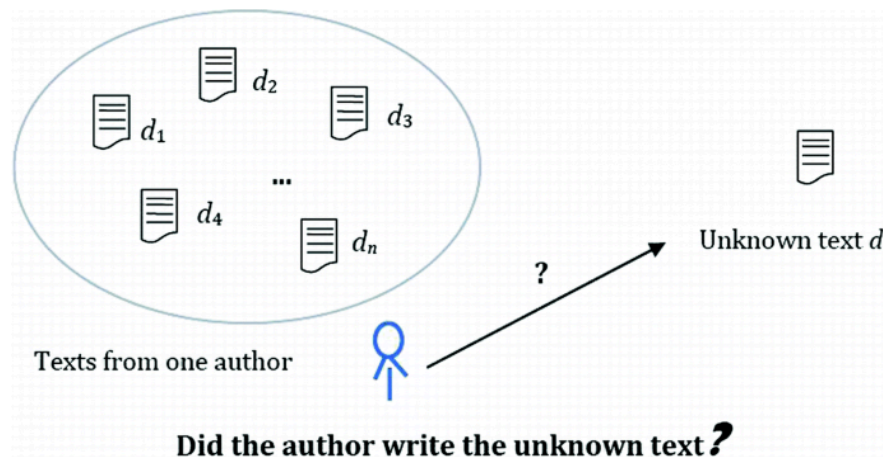 d2
d1
d3
...
d4
dn
Unknown text d
?
Texts from one author
Did the author write the unknown text?